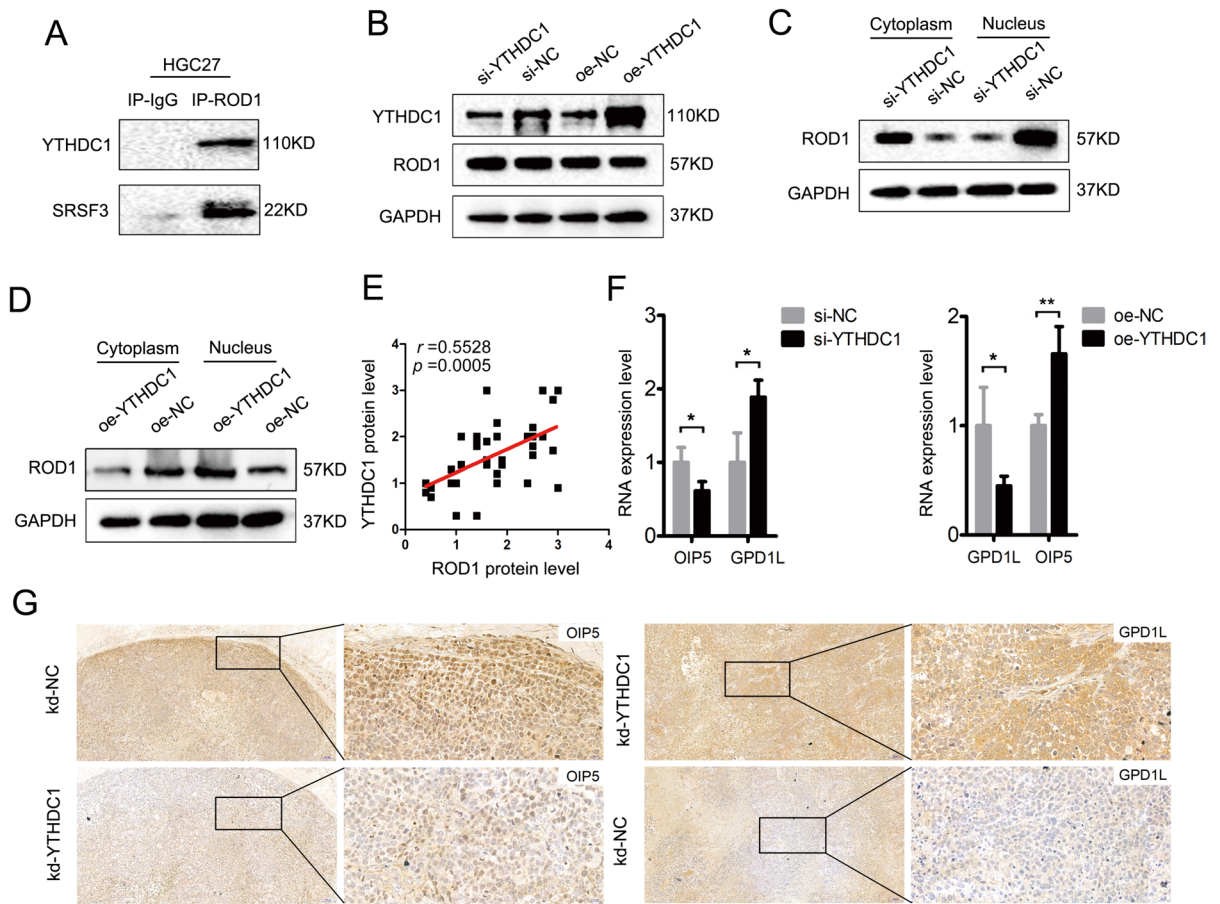 A
HGC27
IP-IgG IP-ROD1
YTHDC1 110KD
SRSF3 22KD
B
si-YTHDC1 si-NC oe-NC oe-YTHDC1
YTHDC1 110KD
ROD1 57KD
GAPDH 37KD
C
Cytoplasm Nucleus
si-YTHDC1 si-NC si-YTHDC1 si-NC
ROD1 57KD
GAPDH 37KD
D
Cytoplasm Nucleus
oe-YTHDC1 oe-NC oe-YTHDC1 oe-NC
ROD1 57KD
GAPDH 37KD
E
r =0.5528
p =0.0005
YTHDC1 protein level
4
3
2
1
0
0 1 2 3 4
ROD1 protein level
F
si-NC
si-YTHDC1
RNA expression level
3
2
1
0
*
*
OIP5 GPD1L
oe-NC
oe-YTHDC1
RNA expression level
2
1
0
*
**
GPD1L OIP5
G
kd-NC
OIP5
kd-YTHDC1
GPD1L
kd-YTHDC1
OIP5
kd-NC
GPD1L